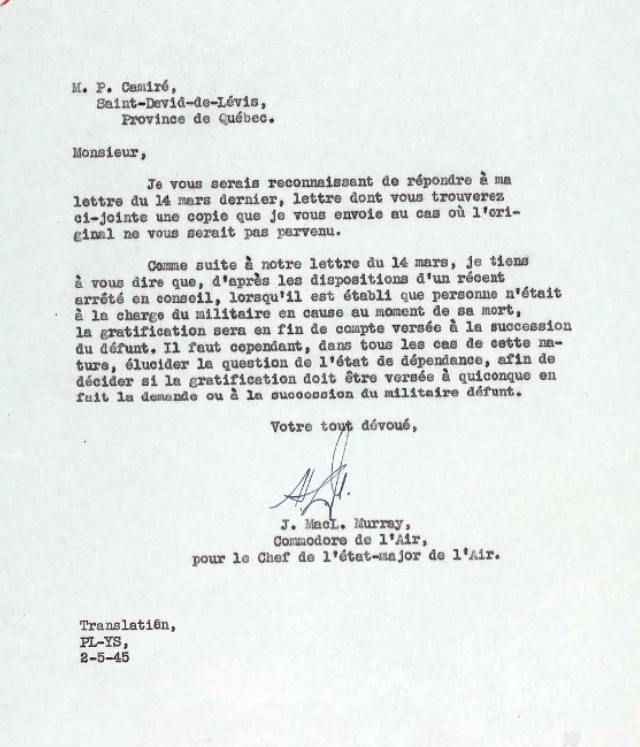 M. P. Camiré,
Saint-David-de-Lévis,
Province de Québec.
Monsieur,
Je vous serais reconnaissant de répondre à ma
lettre du 14 mars dernier, lettre dont vous trouverez
ci-jointe une copie que je vous envoie au cas où l'ori-
ginal ne vous serait pas parvenu.
Comme suite à notre lettre du 14 mars, je tiens
à vous dire que, d'après les dispositions d'un récent
arrêté en conseil, lorsqu'il est établi que personne n'était
à la charge du militaire en cause au moment de sa mort,
la gratification sera en fin de compte versée à la succession
du défunt. Il faut cependant, dans tous les cas de cette na-
ture, élucider la question de l'état de dépendance, afin de
décider si la gratification doit être versée à quiconque en
fait la demande ou à la succession du militaire défunt.
Votre tout dévoué,
J. MacL. Murray,
Commodore de l'Air,
pour le Chef de l'état-major de l'Air.
Translatiôn,
PL-YS,
2-5-45